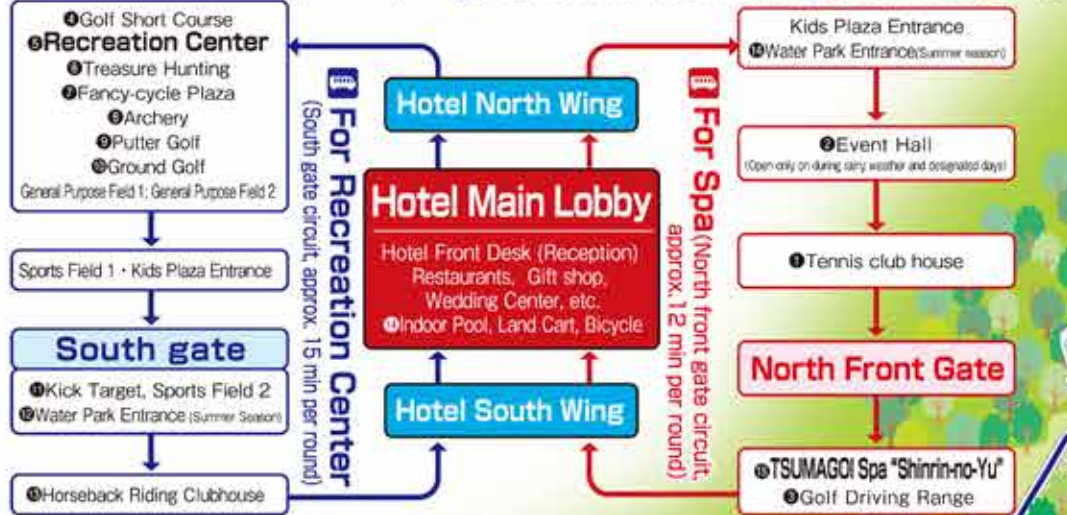 ❹Golf Short Course
❺Recreation Center
❻Treasure Hunting
❼Fancy-cycle Plaza
❽Archery
❾Putter Golf
❿Ground Golf
General Purpose Field 1; General Purpose Field 2
Sports Field 1・Kids Plaza Entrance
South gate
⓫Kick Target, Sports Field 2
⓬Water Park Entrance (Summer Season)
⓭Horseback Riding Clubhouse
For Recreation Center
(South gate circuit, approx. 15 min per round)
Hotel North Wing
Hotel Main Lobby
Hotel Front Desk (Reception)
Restaurants, Gift shop,
Wedding Center, etc.
⓮Indoor Pool, Land Cart, Bicycle
Hotel South Wing
For Spa (North front gate circuit,
approx.12 min per round)
Kids Plaza Entrance
Water Park Entrance(Summer season)
❷Event Hall
(Open only on during rainy weather and designated days)
❶Tennis club house
North Front Gate
⓯TSUMAGOI Spa "Shinrin-no-Yu"
❸Golf Driving Range